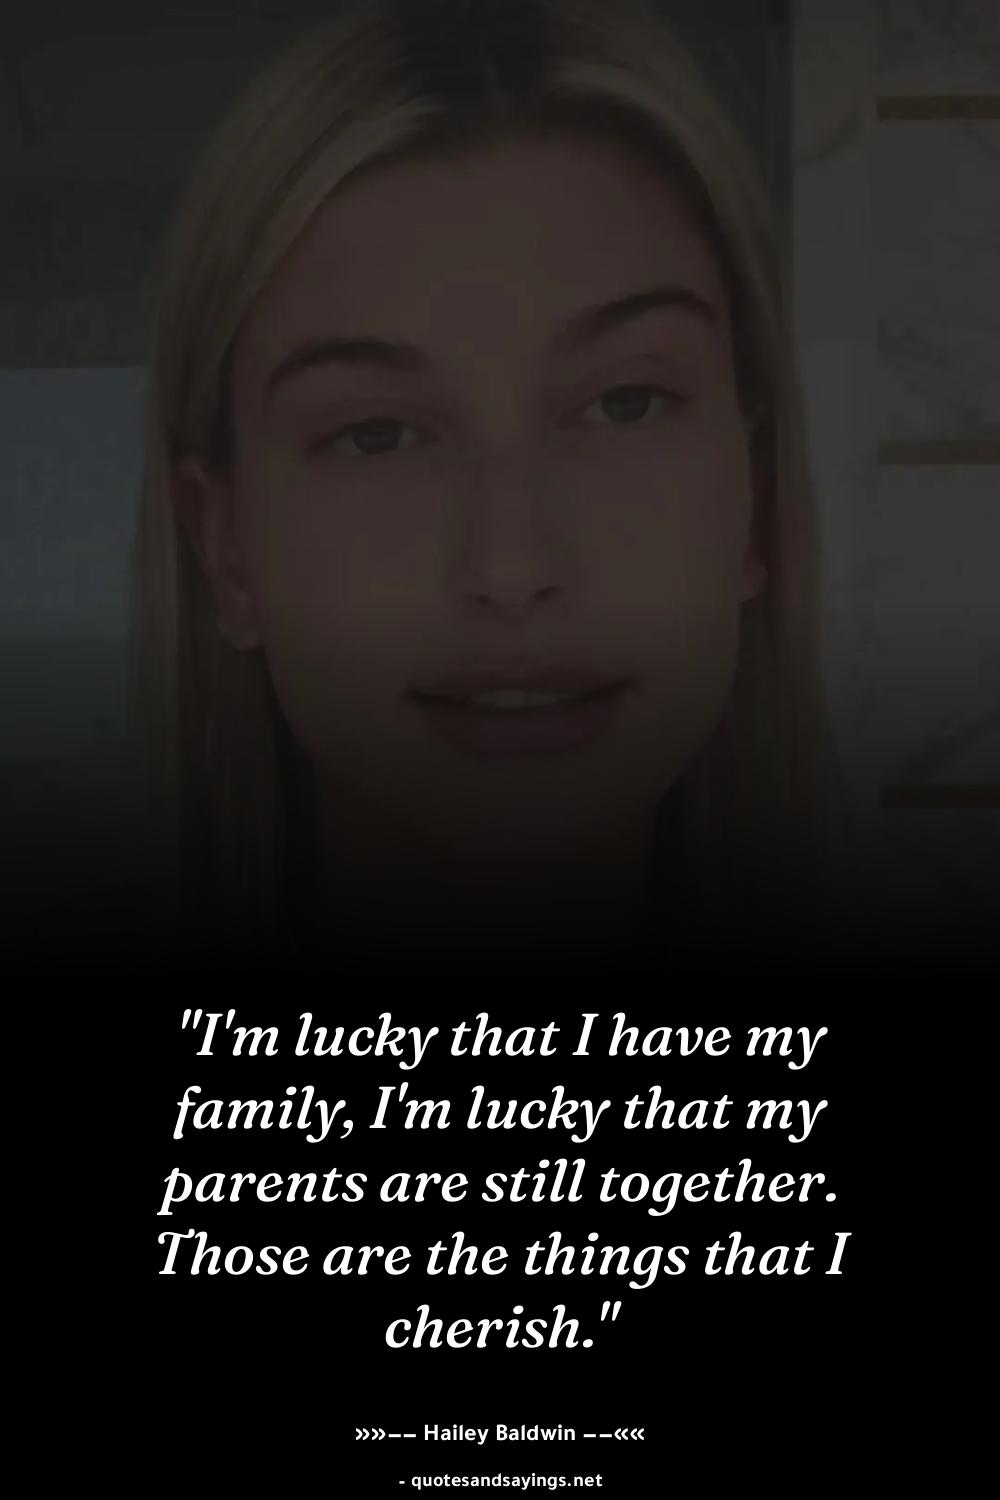 "I'm lucky that I have my
family, I'm lucky that my
parents are still together.
Those are the things that I
cherish."
»»–– Hailey Baldwin ––««
- quotesandsayings.net